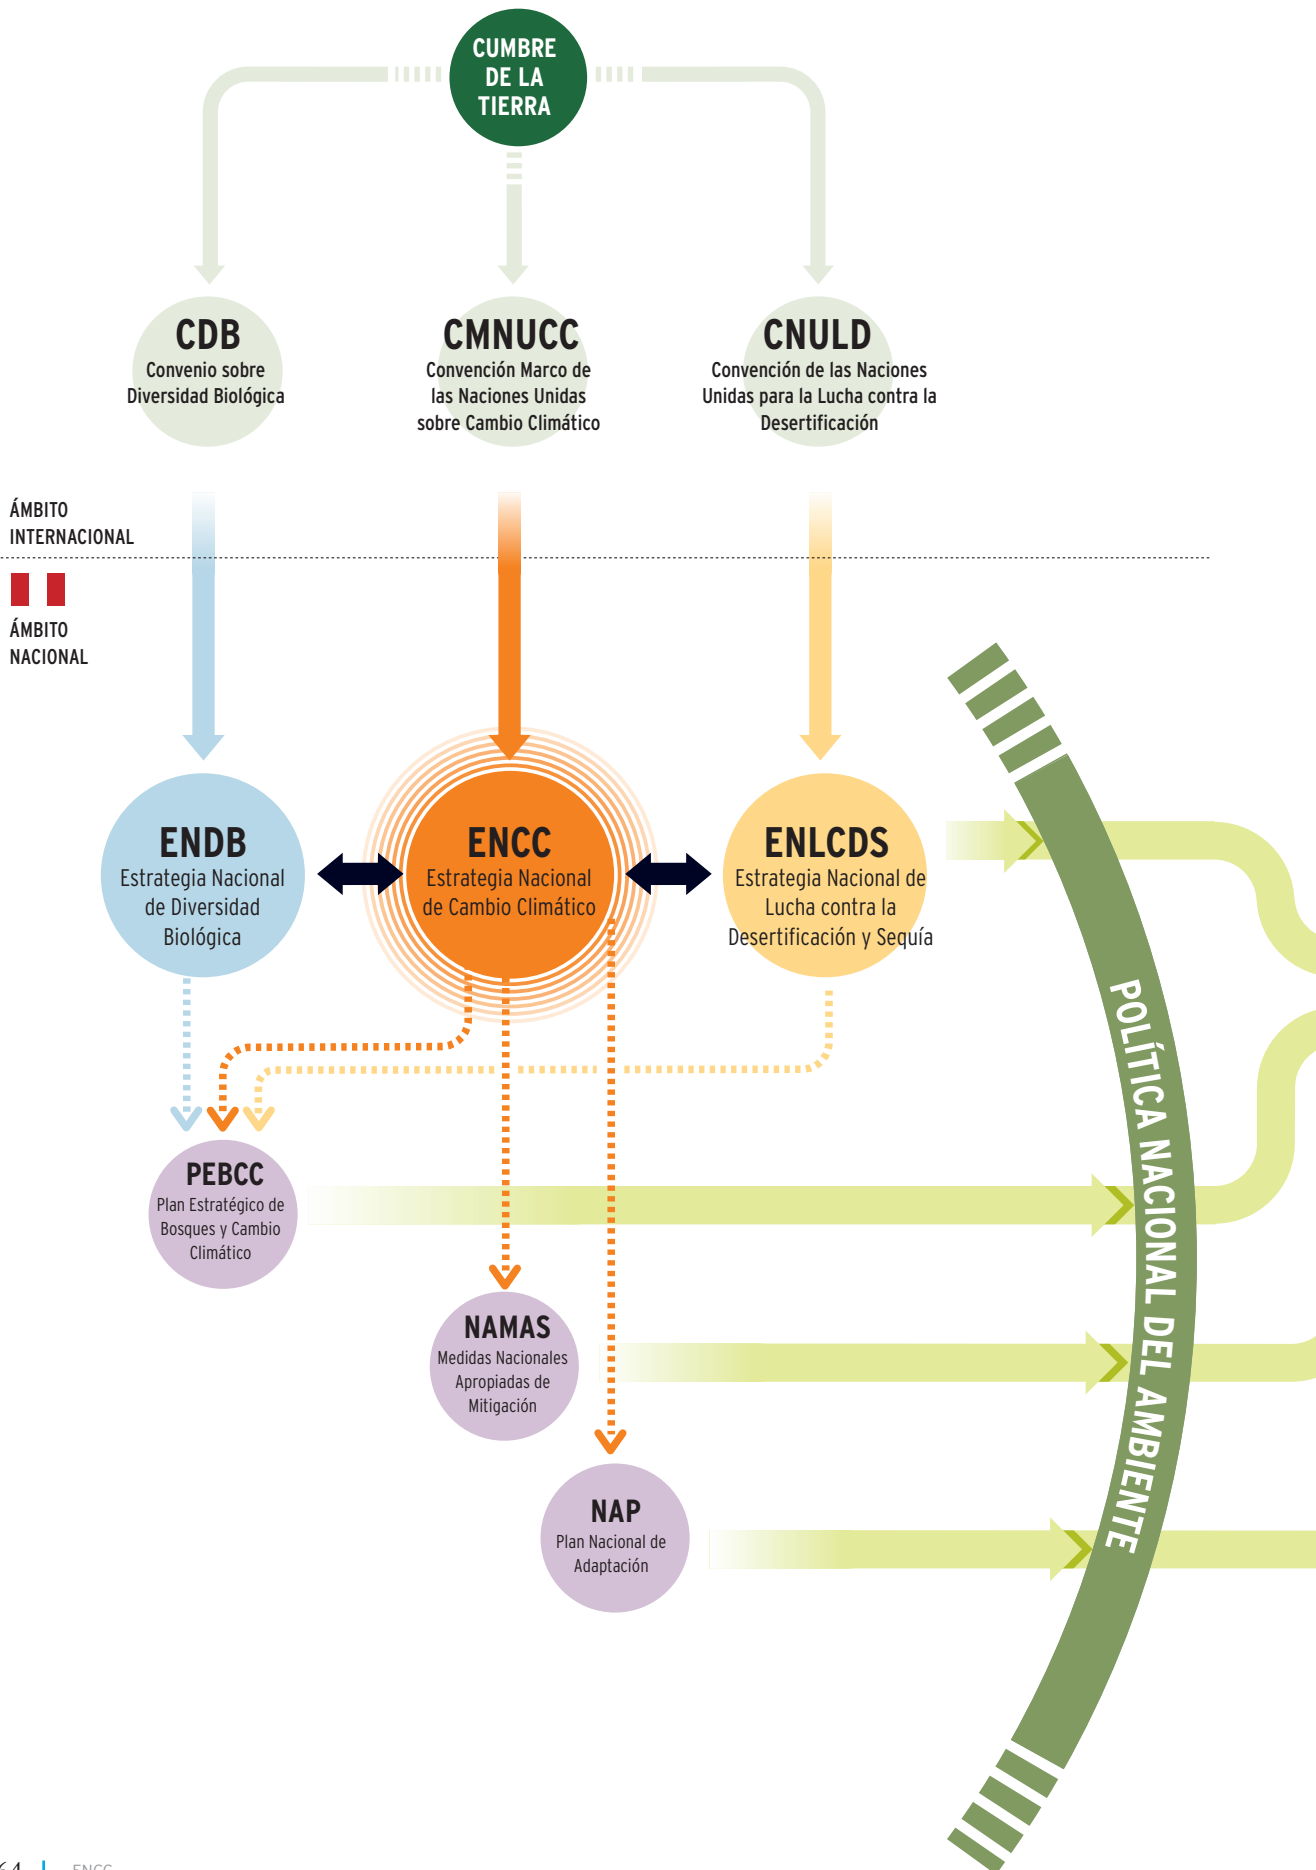 CUMBRE
DE LA
TIERRA
CDB
Convenio sobre
Diversidad Biológica
CMNUCC
Convención Marco de
las Naciones Unidas
sobre Cambio Climático
CNULD
Convención de las Naciones
Unidas para la Lucha contra la
Desertificación
ÁMBITO
INTERNACIONAL
ÁMBITO
NACIONAL
ENDB
Estrategia Nacional
de Diversidad
Biológica
ENCC
Estrategia Nacional
de Cambio Climático
ENLCDS
Estrategia Nacional de
Lucha contra la
Desertificación y Sequía
POLÍTICA NACIONAL DEL AMBIENTE
PEBCC
Plan Estratégico de
Bosques y Cambio
Climático
NAMAS
Medidas Nacionales
Apropiadas de
Mitigación
NAP
Plan Nacional de
Adaptación